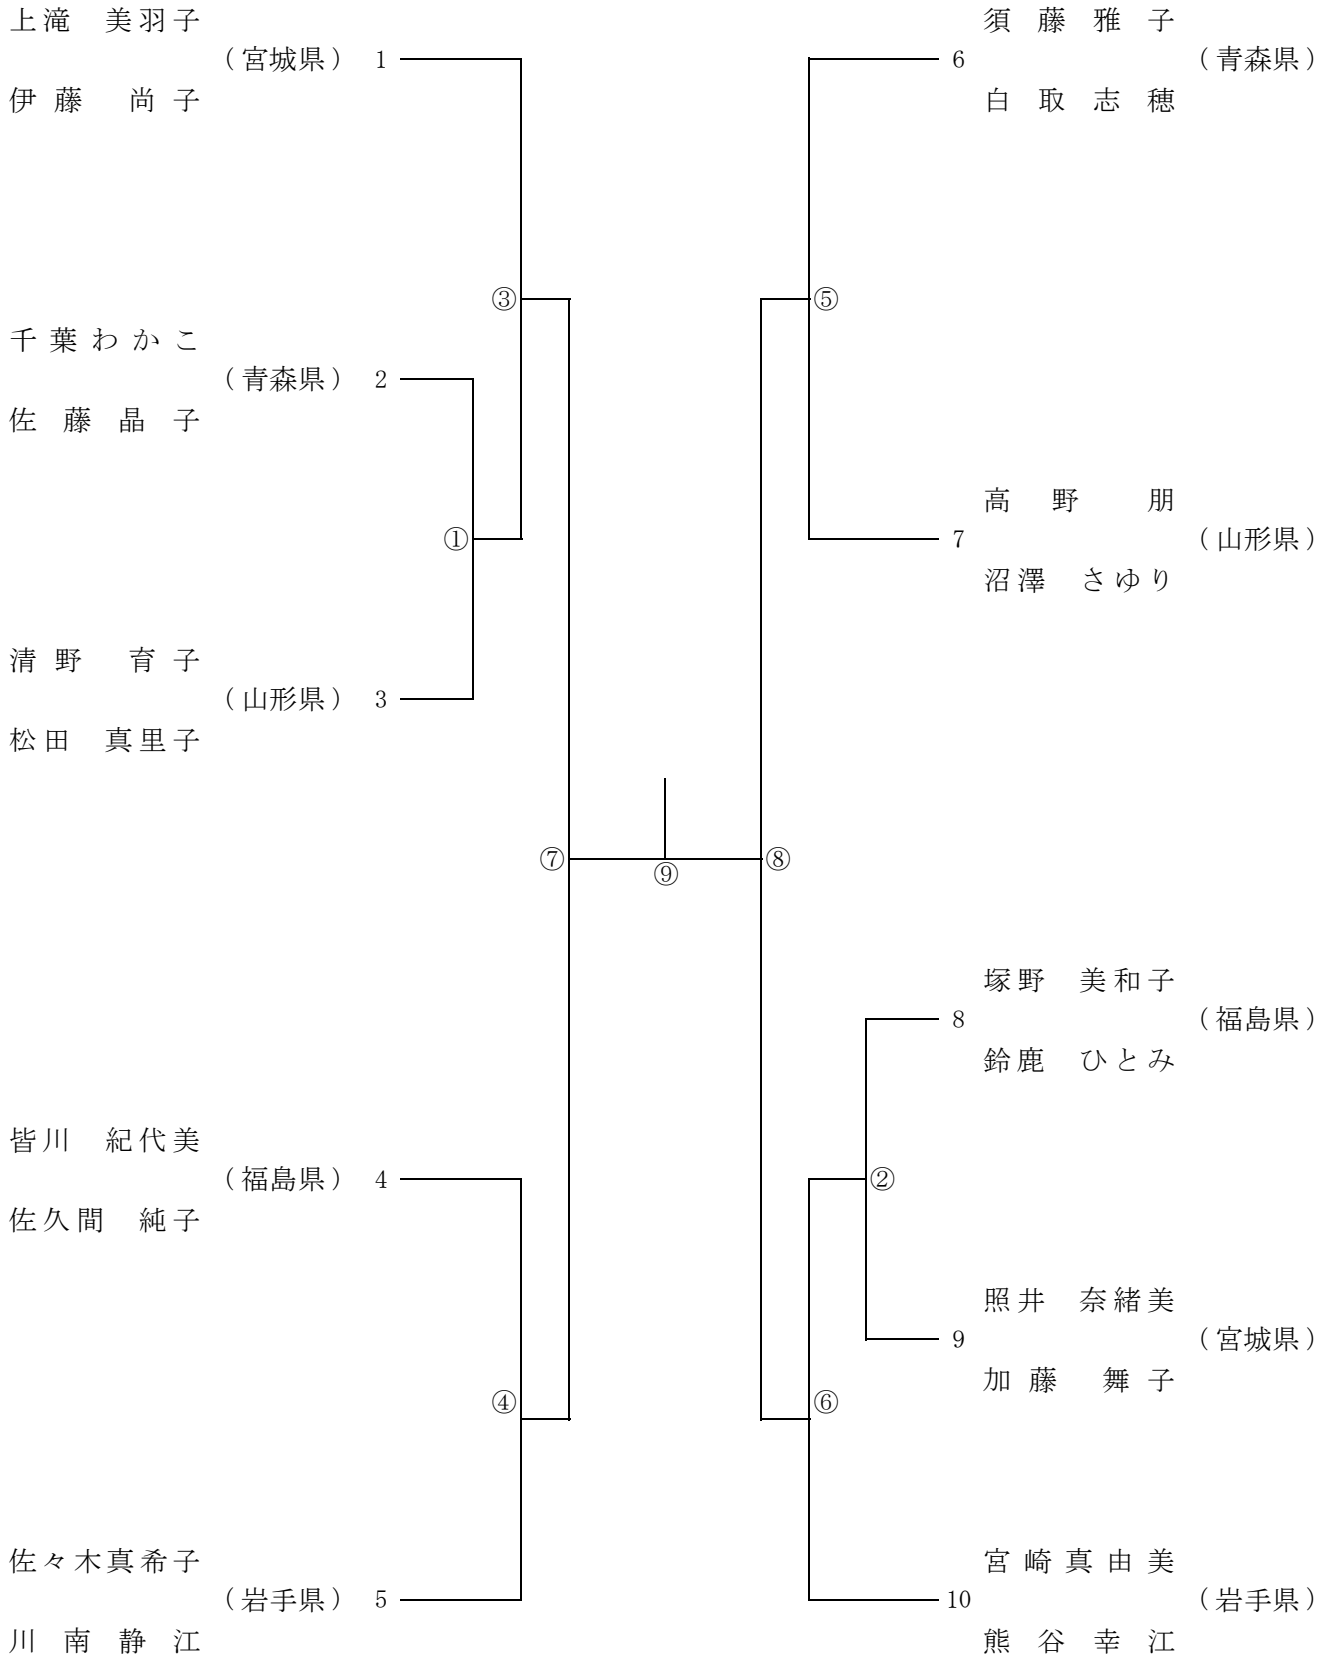 上滝 美羽子
(宮城県) 1
伊藤 尚子
③
千葉わかこ
(青森県) 2
佐藤晶子
①
清野 育子
(山形県) 3
松田 真里子
⑦
⑨
皆川 紀代美
(福島県) 4
佐久間 純子
④
佐々木真希子
(岩手県) 5
川南静江
須藤雅子
6 (青森県)
白取志穂
⑤
高野 朋
7 (山形県)
沼澤 さゆり
⑧
塚野 美和子
8 (福島県)
鈴鹿 ひとみ
②
照井 奈緒美
9 (宮城県)
加藤 舞子
⑥
宮崎真由美
10 (岩手県)
熊谷幸江